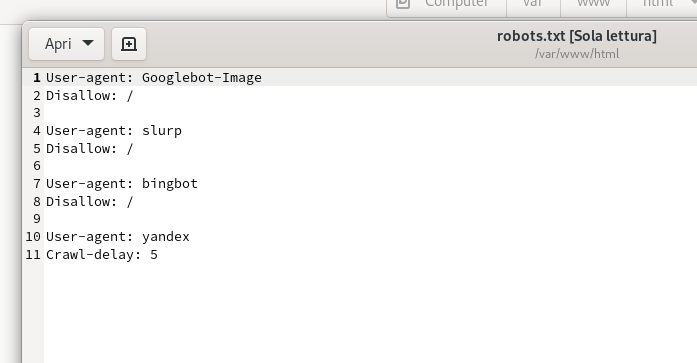 Computer var www html
Apri
robots.txt [Sola lettura]
/var/www/html
1 User-agent: Googlebot-Image
2 Disallow: /
3
4 User-agent: slurp
5 Disallow: /
6
7 User-agent: bingbot
8 Disallow: /
9
10 User-agent: yandex
11 Crawl-delay: 5